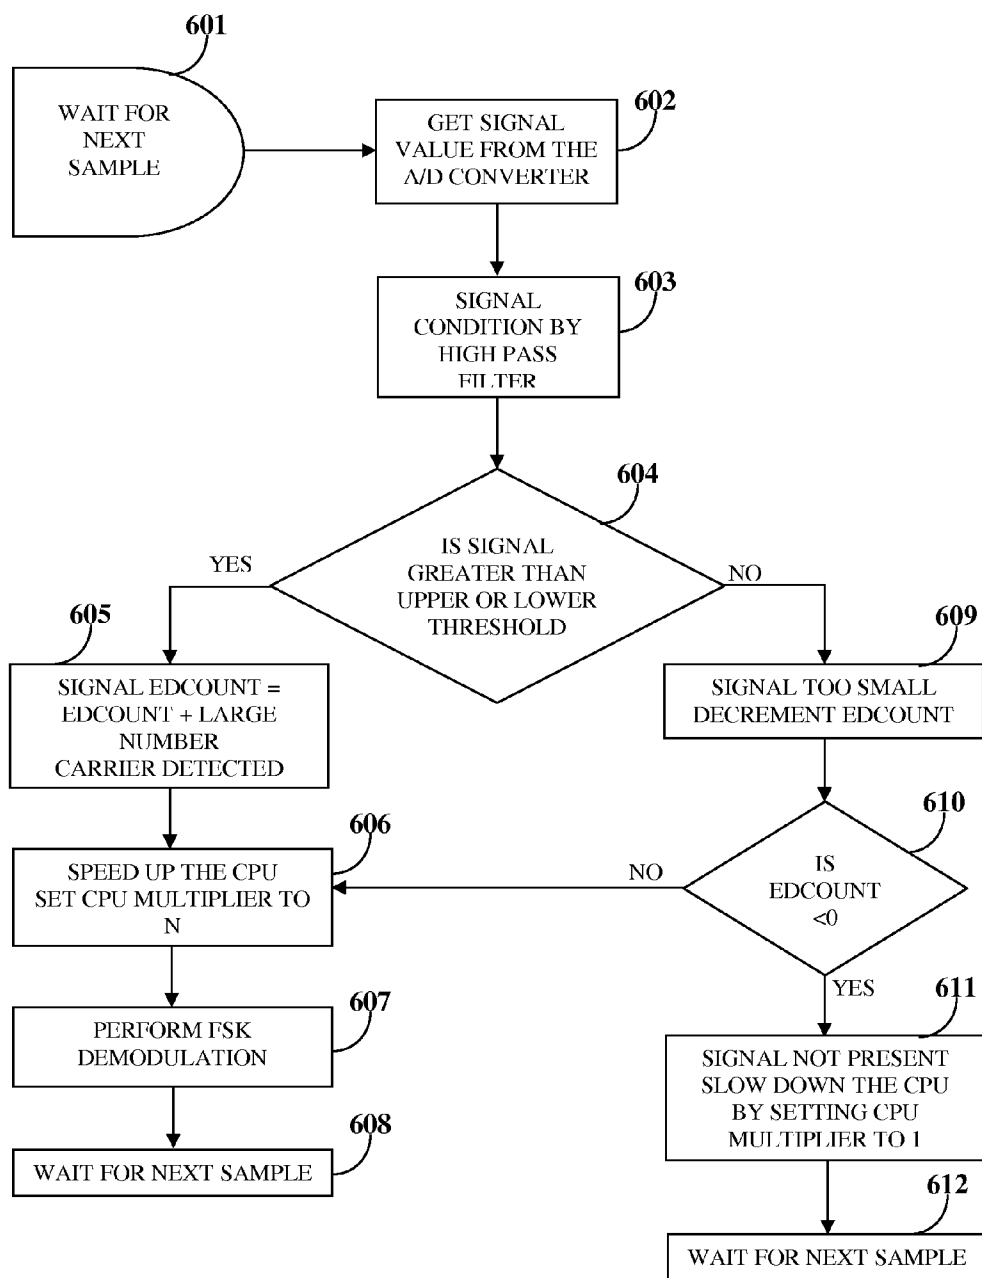 601
WAIT FOR
NEXT
SAMPLE
602
GET SIGNAL
VALUE FROM THE
A/D CONVERTER
603
SIGNAL
CONDITION BY
HIGH PASS
FILTER
604
IS SIGNAL
GREATER THAN
UPPER OR LOWER
THRESHOLD
YES
NO
605
SIGNAL EDCOUNT =
EDCOUNT + LARGE
NUMBER
CARRIER DETECTED
609
SIGNAL TOO SMALL
DECREMENT EDCOUNT
606
SPEED UP THE CPU
SET CPU MULTIPLIER TO
N
610
IS
EDCOUNT
<0
NO
YES
607
PERFORM FSK
DEMODULATION
611
SIGNAL NOT PRESENT
SLOW DOWN THE CPU
BY SETTING CPU
MULTIPLIER TO 1
608
WAIT FOR NEXT SAMPLE
612
WAIT FOR NEXT SAMPLE